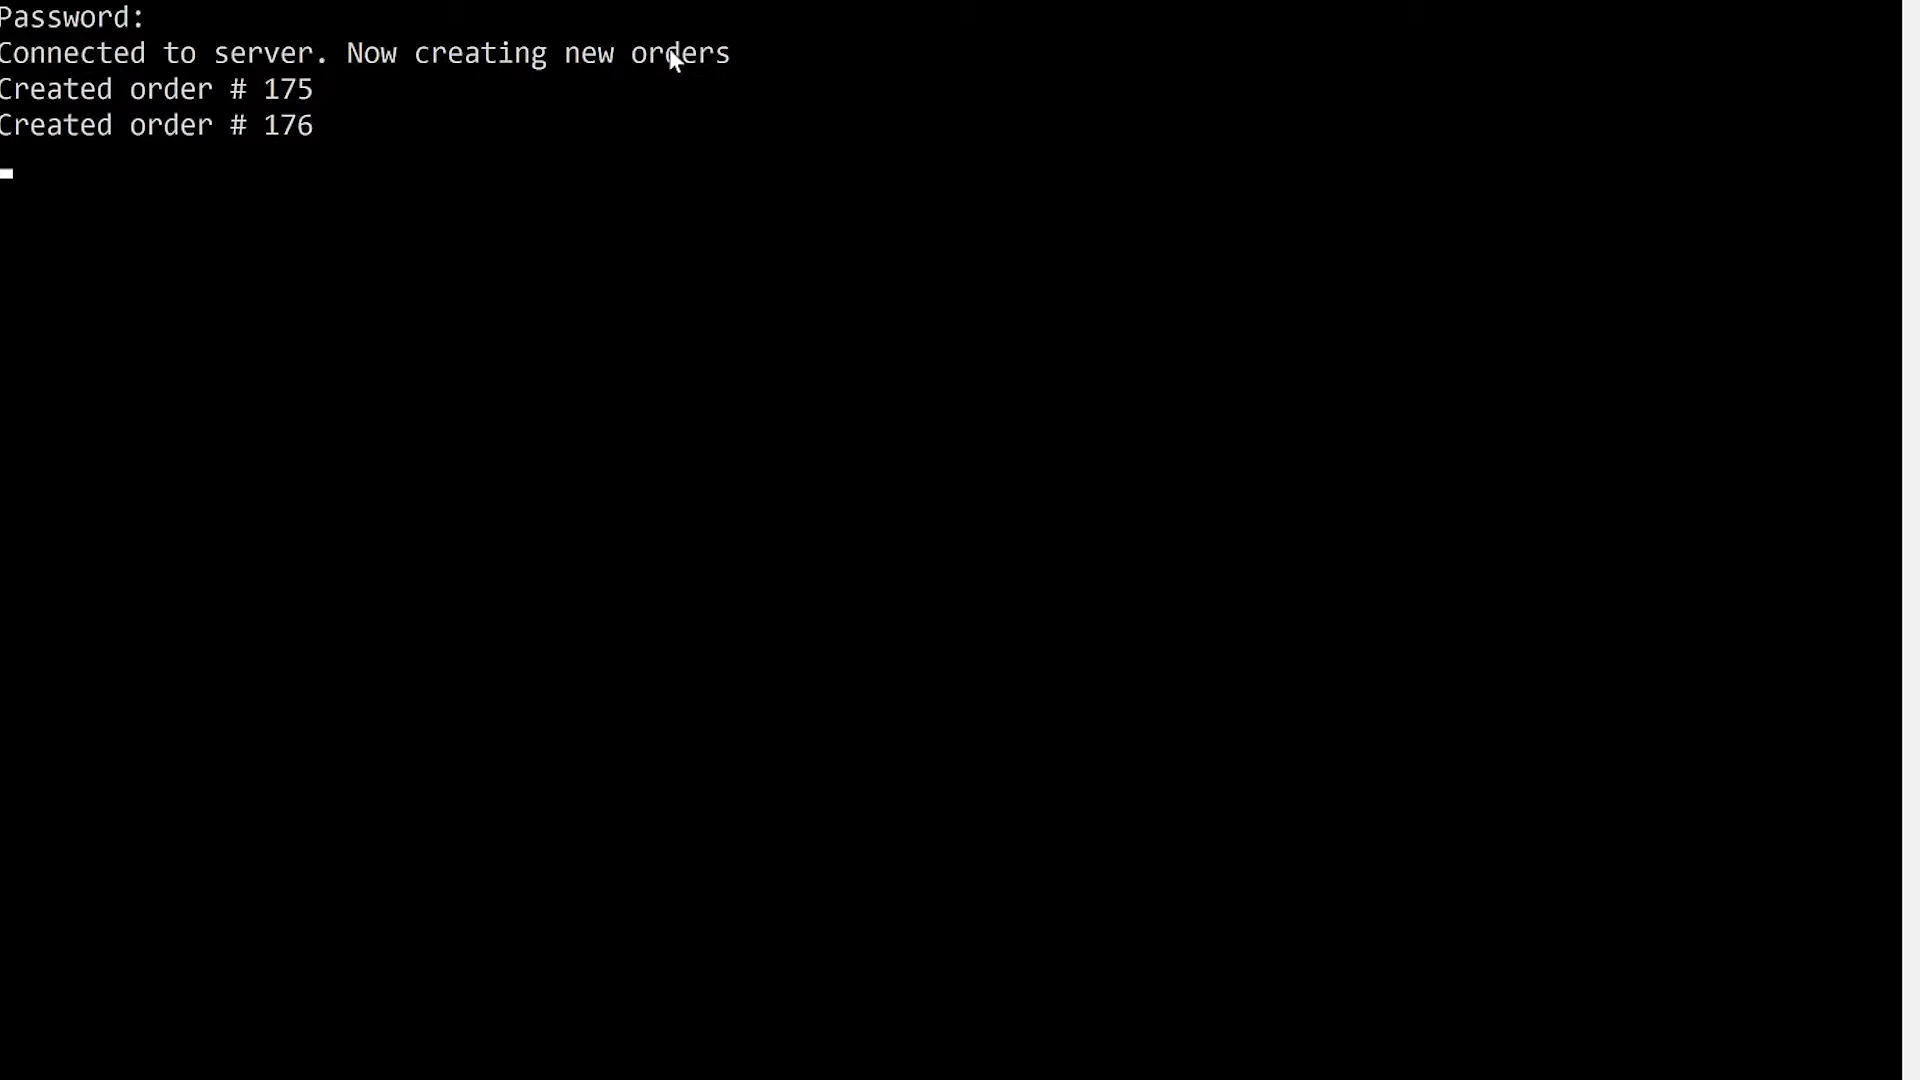 Password:
Connected to server. Now creating new orders
Created order # 175
Created order # 176